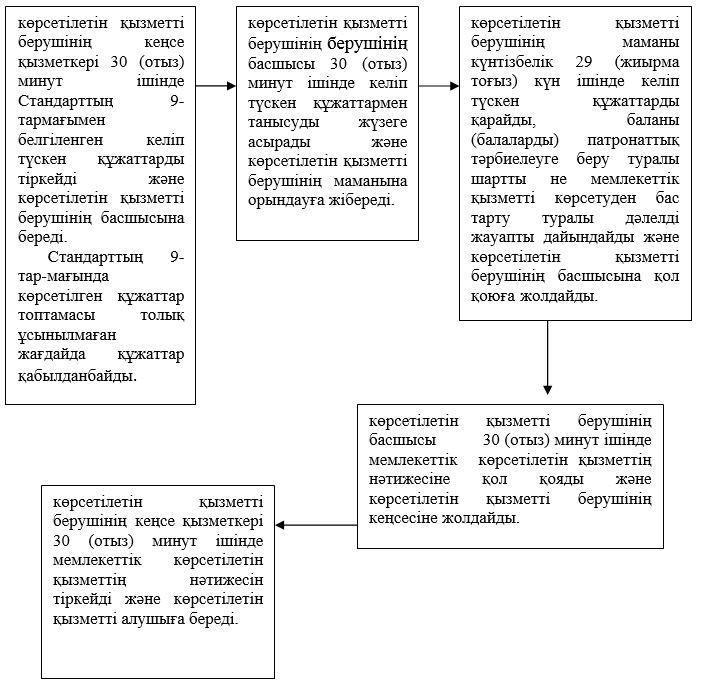 көрсетілетін қызметті
берушінің кеңсе
қызметкері 30 (отыз)
минут ішінде
Стандарттың 9-
тармағымен
белгіленген келіп
түскен құжаттарды
тіркейді және
көрсетілетін қызметті
берушінің басшысына
береді.
Стандарттың 9-
тар-мағында
көрсетілген құжаттар
топтамасы толық
ұсынылмаған
жағдайда құжаттар
қабылданбайды.
көрсетілетін қызметті
берушінің берушінің
басшысы 30 (отыз)
минут ішінде келіп
түскен құжаттармен
танысуды жүзеге
асырады және
көрсетілетін қызметті
берушінің маманына
орындауға жібереді.
көрсетілетін қызметті
берушінің маманы
күнтізбелік 29 (жиырма
тоғыз) күн ішінде келіп
түскен құжаттарды
қарайды, баланы
(балаларды) патронаттық
тәрбиелеуге беру туралы
шартты не мемлекеттік
қызметті көрсетуден бас
тарту туралы дәлелді
жауапты дайындайды және
көрсетілетін қызметті
берушінің басшысына қол
қоюға жолдайды.
көрсетілетін қызметті берушінің
басшысы 30 (отыз) минут ішінде
мемлекеттік көрсетілетін қызметтің
нәтижесіне қол қояды және
көрсетілетін қызметті берушінің
кеңсесіне жолдайды.
көрсетілетін қызметті
берушінің кеңсе қызметкері
30 (отыз) минут ішінде
мемлекеттік көрсетілетін
қызметтің нәтижесін
тіркейді және көрсетілетін
қызметті алушыға береді.